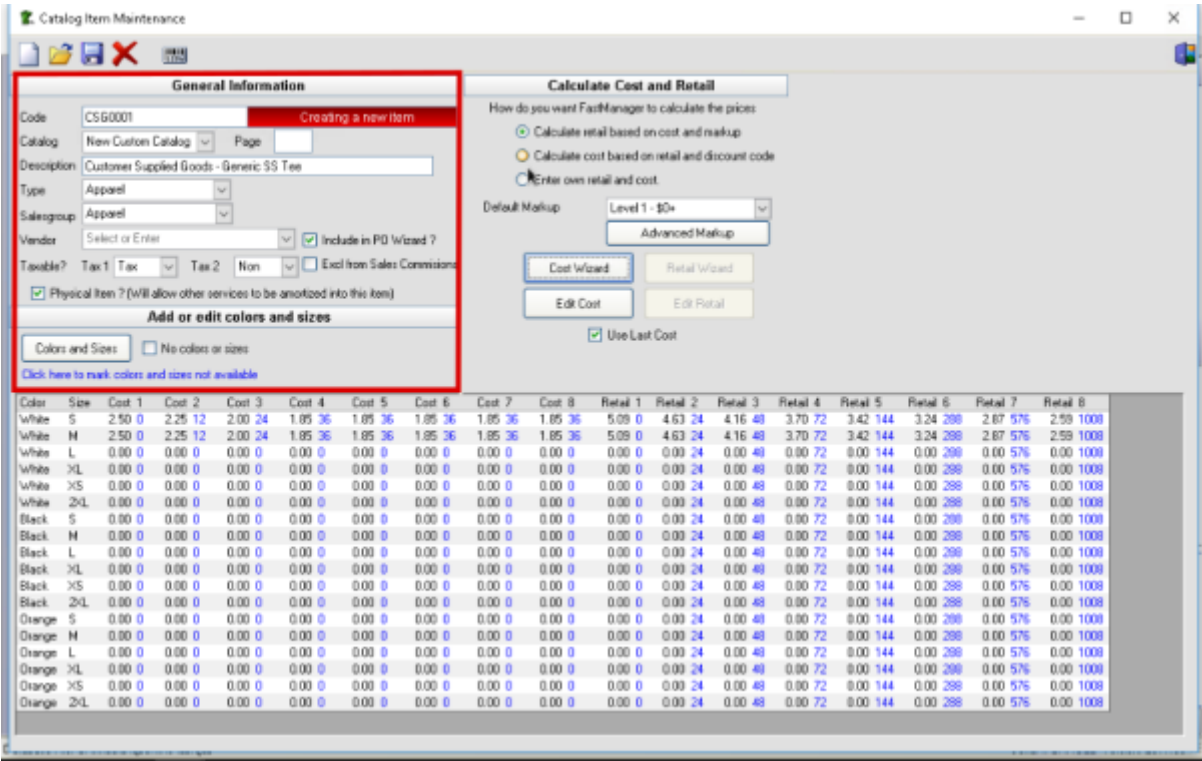 Catalog Item Maintenance
General Information
Code CSG0001 Creating a new item
Catalog New Custom Catalog Page
Description Customer Supplied Goods - Generic SS Tee
Type Apparel
Salesgroup Apparel
Vendor Select or Enter Include in PO Wizard ?
Taxable? Tax 1 Tax Tax 2 Non Excl from Sales Commisions
Physical Item ? (Will allow other services to be amortized into this item)
Add or edit colors and sizes
Colors and Sizes No colors or sizes
Click here to mark colors and sizes not available
Calculate Cost and Retail
How do you want FastManager to calculate the prices
Calculate retail based on cost and markup
Calculate cost based on retail and discount code
Enter own retail and cost.
Default Markup Level 1 - $0+
Advanced Markup
Cost Wizard Retail Wizard
Edit Cost Edit Retail
Use Last Cost
Color Size Cost 1 Cost 2 Cost 3 Cost 4 Cost 5 Cost 6 Cost 7 Cost 8 Retail 1 Retail 2 Retail 3 Retail 4 Retail 5 Retail 6 Retail 7 Retail 8
White S 2.50 0 2.25 12 2.00 24 1.85 36 1.85 36 1.85 36 1.85 36 1.85 36 5.09 0 4.63 24 4.16 48 3.70 72 3.42 144 3.24 288 2.87 576 2.59 1008
White M 2.50 0 2.25 12 2.00 24 1.85 36 1.85 36 1.85 36 1.85 36 1.85 36 5.09 0 4.63 24 4.16 48 3.70 72 3.42 144 3.24 288 2.87 576 2.59 1008
White L 0.00 0 0.00 0 0.00 0 0.00 0 0.00 0 0.00 0 0.00 0 0.00 0 0.00 0 0.00 24 0.00 48 0.00 72 0.00 144 0.00 288 0.00 576 0.00 1008
White XL 0.00 0 0.00 0 0.00 0 0.00 0 0.00 0 0.00 0 0.00 0 0.00 0 0.00 0 0.00 24 0.00 48 0.00 72 0.00 144 0.00 288 0.00 576 0.00 1008
White XS 0.00 0 0.00 0 0.00 0 0.00 0 0.00 0 0.00 0 0.00 0 0.00 0 0.00 0 0.00 24 0.00 48 0.00 72 0.00 144 0.00 288 0.00 576 0.00 1008
White 2XL 0.00 0 0.00 0 0.00 0 0.00 0 0.00 0 0.00 0 0.00 0 0.00 0 0.00 0 0.00 24 0.00 48 0.00 72 0.00 144 0.00 288 0.00 576 0.00 1008
Black S 0.00 0 0.00 0 0.00 0 0.00 0 0.00 0 0.00 0 0.00 0 0.00 0 0.00 0 0.00 24 0.00 48 0.00 72 0.00 144 0.00 288 0.00 576 0.00 1008
Black M 0.00 0 0.00 0 0.00 0 0.00 0 0.00 0 0.00 0 0.00 0 0.00 0 0.00 0 0.00 24 0.00 48 0.00 72 0.00 144 0.00 288 0.00 576 0.00 1008
Black L 0.00 0 0.00 0 0.00 0 0.00 0 0.00 0 0.00 0 0.00 0 0.00 0 0.00 0 0.00 24 0.00 48 0.00 72 0.00 144 0.00 288 0.00 576 0.00 1008
Black XL 0.00 0 0.00 0 0.00 0 0.00 0 0.00 0 0.00 0 0.00 0 0.00 0 0.00 0 0.00 24 0.00 48 0.00 72 0.00 144 0.00 288 0.00 576 0.00 1008
Black XS 0.00 0 0.00 0 0.00 0 0.00 0 0.00 0 0.00 0 0.00 0 0.00 0 0.00 0 0.00 24 0.00 48 0.00 72 0.00 144 0.00 288 0.00 576 0.00 1008
Black 2XL 0.00 0 0.00 0 0.00 0 0.00 0 0.00 0 0.00 0 0.00 0 0.00 0 0.00 0 0.00 24 0.00 48 0.00 72 0.00 144 0.00 288 0.00 576 0.00 1008
Orange S 0.00 0 0.00 0 0.00 0 0.00 0 0.00 0 0.00 0 0.00 0 0.00 0 0.00 0 0.00 24 0.00 48 0.00 72 0.00 144 0.00 288 0.00 576 0.00 1008
Orange M 0.00 0 0.00 0 0.00 0 0.00 0 0.00 0 0.00 0 0.00 0 0.00 0 0.00 0 0.00 24 0.00 48 0.00 72 0.00 144 0.00 288 0.00 576 0.00 1008
Orange L 0.00 0 0.00 0 0.00 0 0.00 0 0.00 0 0.00 0 0.00 0 0.00 0 0.00 0 0.00 24 0.00 48 0.00 72 0.00 144 0.00 288 0.00 576 0.00 1008
Orange XL 0.00 0 0.00 0 0.00 0 0.00 0 0.00 0 0.00 0 0.00 0 0.00 0 0.00 0 0.00 24 0.00 48 0.00 72 0.00 144 0.00 288 0.00 576 0.00 1008
Orange XS 0.00 0 0.00 0 0.00 0 0.00 0 0.00 0 0.00 0 0.00 0 0.00 0 0.00 0 0.00 24 0.00 48 0.00 72 0.00 144 0.00 288 0.00 576 0.00 1008
Orange 2XL 0.00 0 0.00 0 0.00 0 0.00 0 0.00 0 0.00 0 0.00 0 0.00 0 0.00 0 0.00 24 0.00 48 0.00 72 0.00 144 0.00 288 0.00 576 0.00 1008